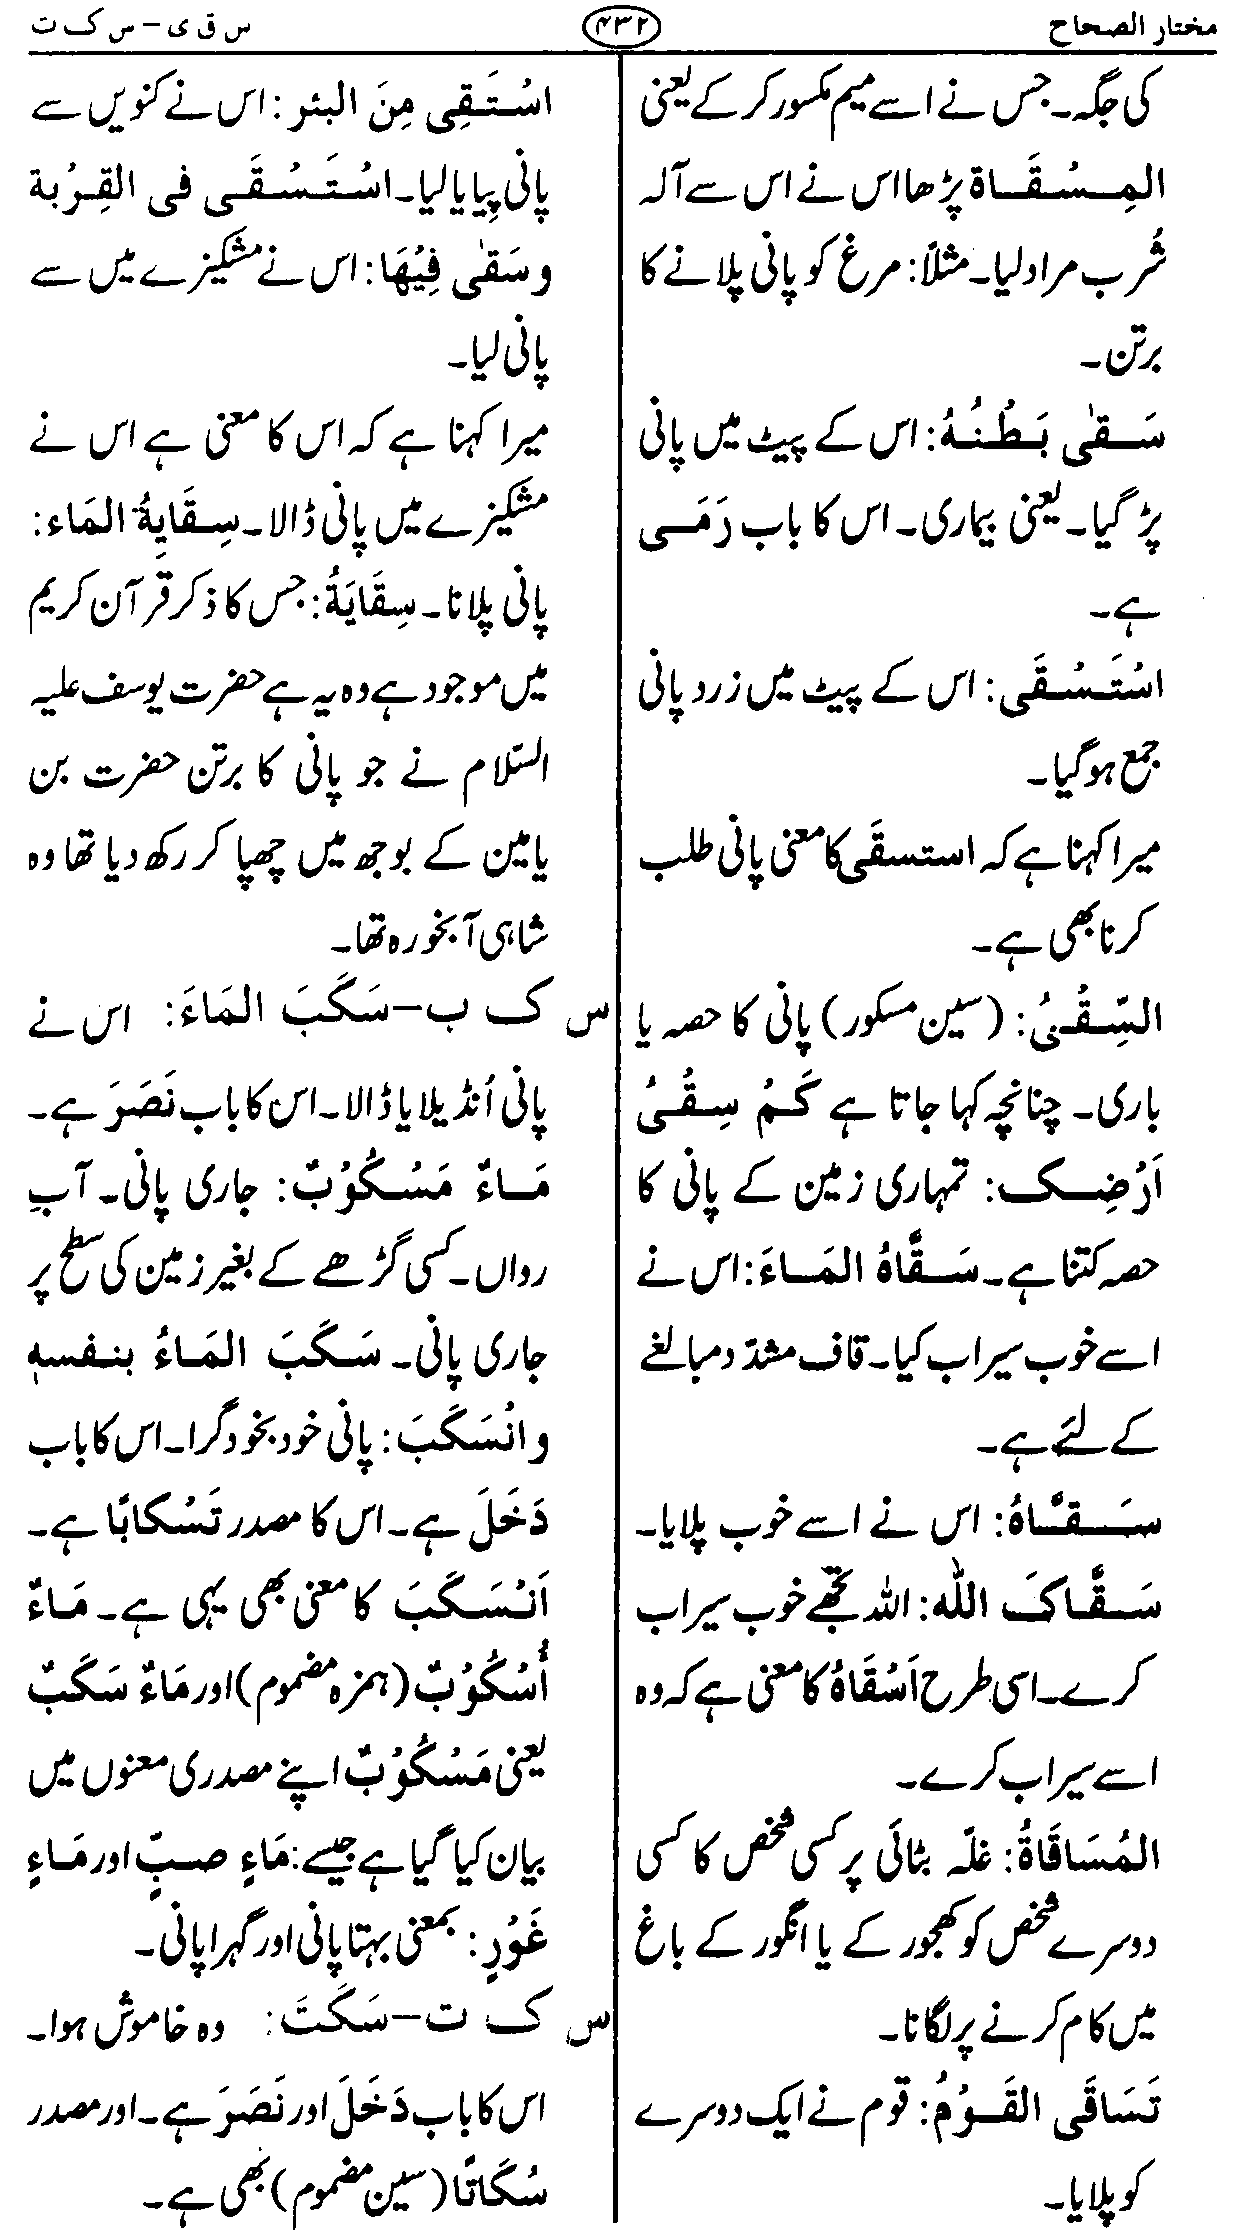 مختار الصحاح
۴۳۲
س ق ی – س ک ت
کی جگہ۔ جس نے اسے میم مکسور کر کے یعنی
المِسْقَاة پڑھا اس نے اس سے آلہ
شُرب مراد لیا۔ مثلاً: مرغ کو پانی پلانے کا
برتن۔
سَقٰی بَطْنُهُ: اس کے پیٹ میں پانی
پڑ گیا۔ یعنی بیماری۔ اس کا باب رَمَی
ہے۔
اسْتَسْقَی: اس کے پیٹ میں زرد پانی
جمع ہو گیا۔
میرا کہنا ہے کہ استسقَی کا معنی پانی طلب
کرنا بھی ہے۔
السِّقْیُ: (سین مسکور) پانی کا حصہ یا
باری۔ چنانچہ کہا جاتا ہے کَمْ سِقْیُ
اَرْضِک: تمہاری زمین کے پانی کا
حصہ کتنا ہے۔ سَقَّاهُ المَاءَ: اس نے
اسے خوب سیراب کیا۔ قاف مشدّد مبالغے
کے لئے ہے۔
سَقَّاهُ: اس نے اسے خوب پلایا۔
سَقَّاکَ اللّٰه: اللہ تجھے خوب سیراب
کرے۔ اسی طرح اَسْقَاهُ کا معنی ہے کہ وہ
اسے سیراب کرے۔
المُسَاقَاةُ: غلّہ بٹائی پر کسی شخص کا کسی
دوسرے شخص کو کھجور کے یا انگور کے باغ
میں کام کرنے پر لگانا۔
تَسَاقَی القَوْمُ: قوم نے ایک دوسرے
کو پلایا۔
اسْتَقِی مِنَ البئر: اس نے کنویں سے
پانی پیا یا لیا۔ اسْتَسْقَی فی القِرْبة
و سَقٰی فِیْهَا: اس نے مشکیزے میں سے
پانی لیا۔
میرا کہنا ہے کہ اس کا معنی ہے اس نے
مشکیزے میں پانی ڈالا۔ سِقَایِةُ المَاء:
پانی پلانا۔ سِقَایَةُ: جس کا ذکر قرآن کریم
میں موجود ہے وہ یہ ہے حضرت یوسف علیہ
السّلام نے جو پانی کا برتن حضرت بن
یامین کے بوجھ میں چھپا کر رکھ دیا تھا وہ
شاہی آبخورہ تھا۔
س ک ب – سَکَبَ المَاءَ: اس نے
پانی اُنڈیلا یا ڈالا۔ اس کا باب نَصَرَ ہے۔
مَاءٌ مَسْکُوْبٌ: جاری پانی۔ آبِ
رواں۔ کسی گڑھے کے بغیر زمین کی سطح پر
جاری پانی۔ سَکَبَ المَاءُ بنفسهٖ
و انْسَکَبَ: پانی خود بخود گرا۔ اس کا باب
دَخَلَ ہے۔ اس کا مصدر تَسْکابًا ہے۔
اَنْسَکَبَ کا معنی بھی یہی ہے۔ مَاءٌ
أُسْکُوْبٌ (ہمزہ مضموم) اور مَاءٌ سَکَبٌ
یعنی مَسْکُوْبٌ اپنے مصدری معنوں میں
بیان کیا گیا ہے جیسے: مَاءٍ صبٍّ اور مَاءٍ
غَوْرٍ: بمعنی بہتا پانی اور گہرا پانی۔
س ک ت – سَکَتَ: وہ خاموش ہوا۔
اس کا باب دَخَلَ اور نَصَرَ ہے۔ اور مصدر
سُکَاتًا (سین مضموم) بھی ہے۔